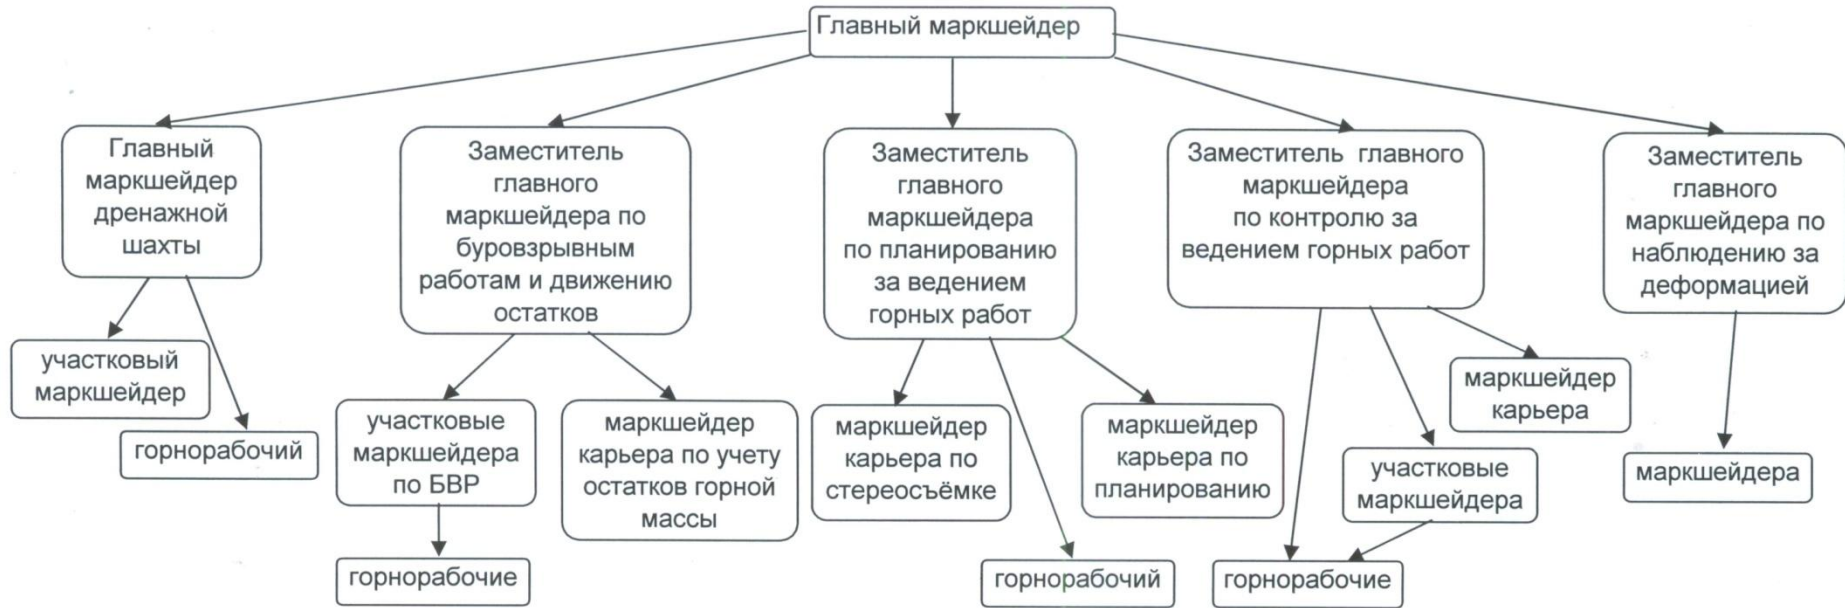 Главный маркшейдер
Главный
маркшейдер
дренажной
шахты
Заместитель
главного
маркшейдера по
буровзрывным
работам и движению
остатков
Заместитель
главного
маркшейдера
по планированию
за ведением
горных работ
Заместитель главного
маркшейдера
по контролю за
ведением горных работ
Заместитель
главного
маркшейдера по
наблюдению за
деформацией
участковый
маркшейдер
горнорабочий
участковые
маркшейдера
по БВР
маркшейдер
карьера по учету
остатков горной
массы
маркшейдер
карьера по
стереосъёмке
маркшейдер
карьера по
планированию
маркшейдер
карьера
участковые
маркшейдера
маркшейдера
горнорабочие
горнорабочий
горнорабочие